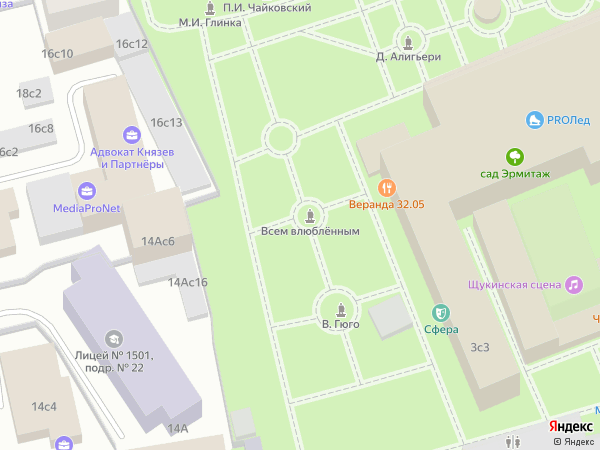 П.И. Чайковский
М.И. Глинка
16с12
16с10
Д. Алигьери
18с2
16с8
16с13
PROЛед
Адвокат Князев
и Партнёры
сад Эрмитаж
MediaProNet
Веранда 32.05
Всем влюблённым
14Ас6
14Ас16
Щукинская сцена
В. Гюго
Сфера
Лицей № 1501,
подр. № 22
3с3
14с4
14А
Яндекс
© Яндекс